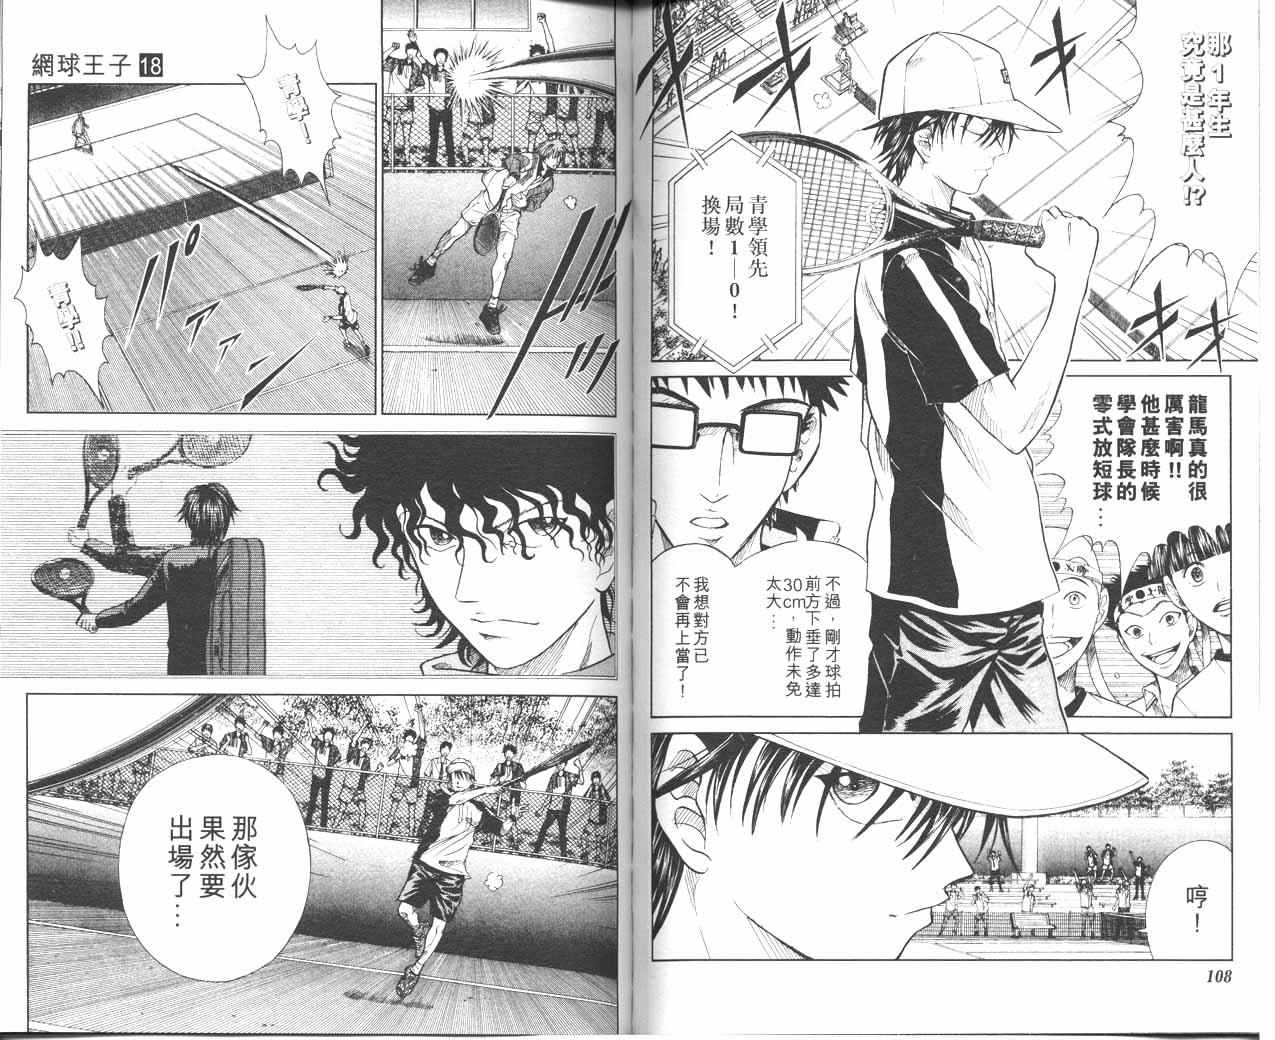 那1年生
究竟是甚麼人!?
青學領先
局數1—0！
換場！
龍馬真的很
厲害啊!!
他甚麼時候
學會隊長的
零式放短球
…
不過，剛才球拍
前方下垂了多達
30cm，動作未免
太大…
我想對方已
不會再上當了！
哼！
108
網球王子 18
青學！
青學!!
那傢伙
果然要
出場了…